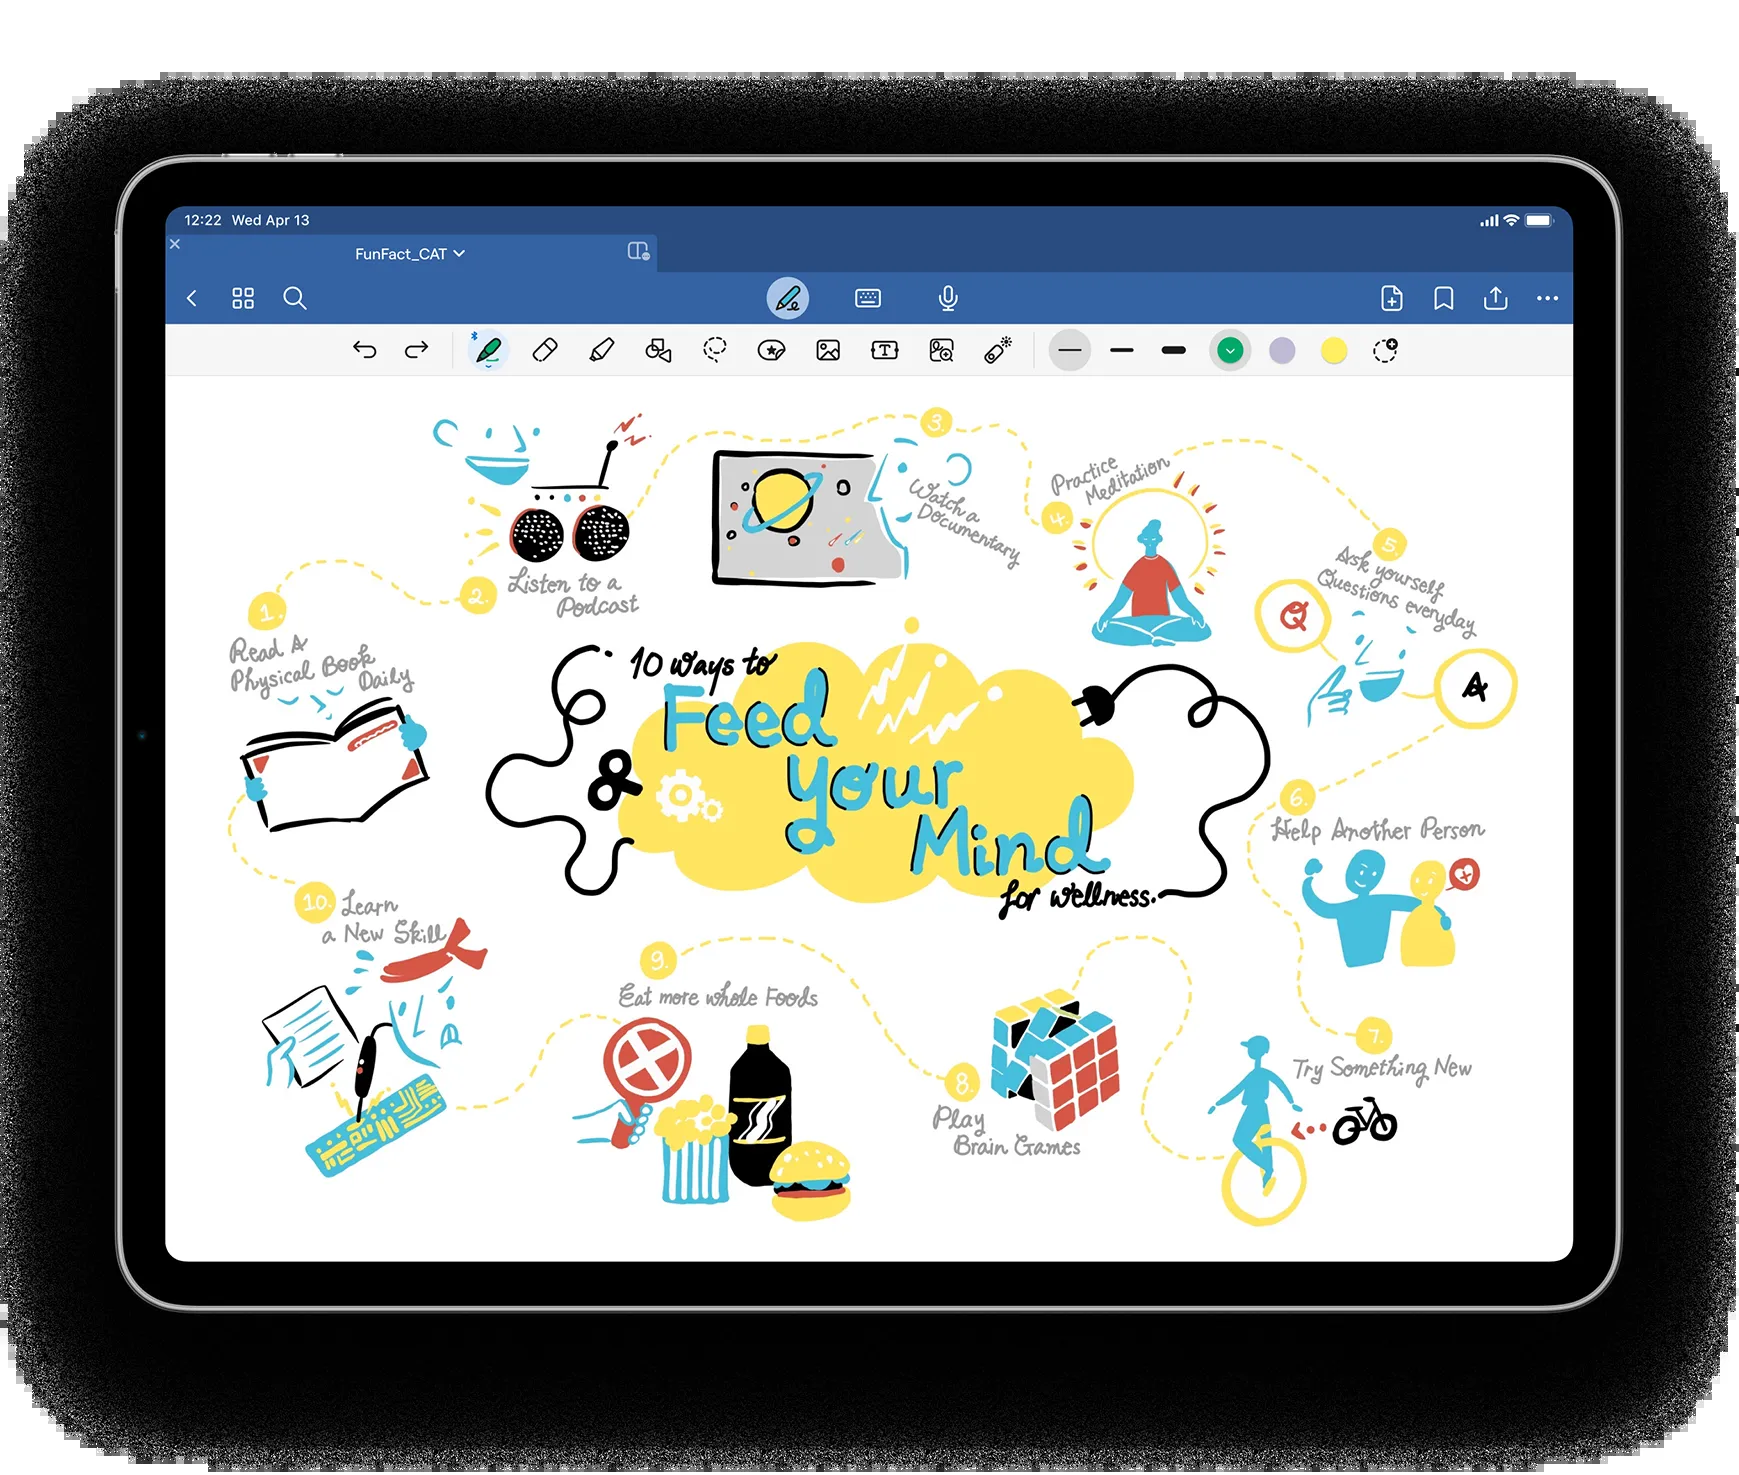 12:22 Wed Apr 13
FunFact_CAT
T
3.
Practice
Meditation
Watch a
Documentary
4.
5.
Ask yourself
Questions everyday
Q
A
1.
2.
Listen to a
Podcast
Read A
Physical Book
Daily
10 ways to
Feed
your
Mind
for wellness.
6.
Help Another Person
10.
Learn
a New Skill
9.
Eat more whole Foods
8.
Play
Brain Games
7.
Try Something New